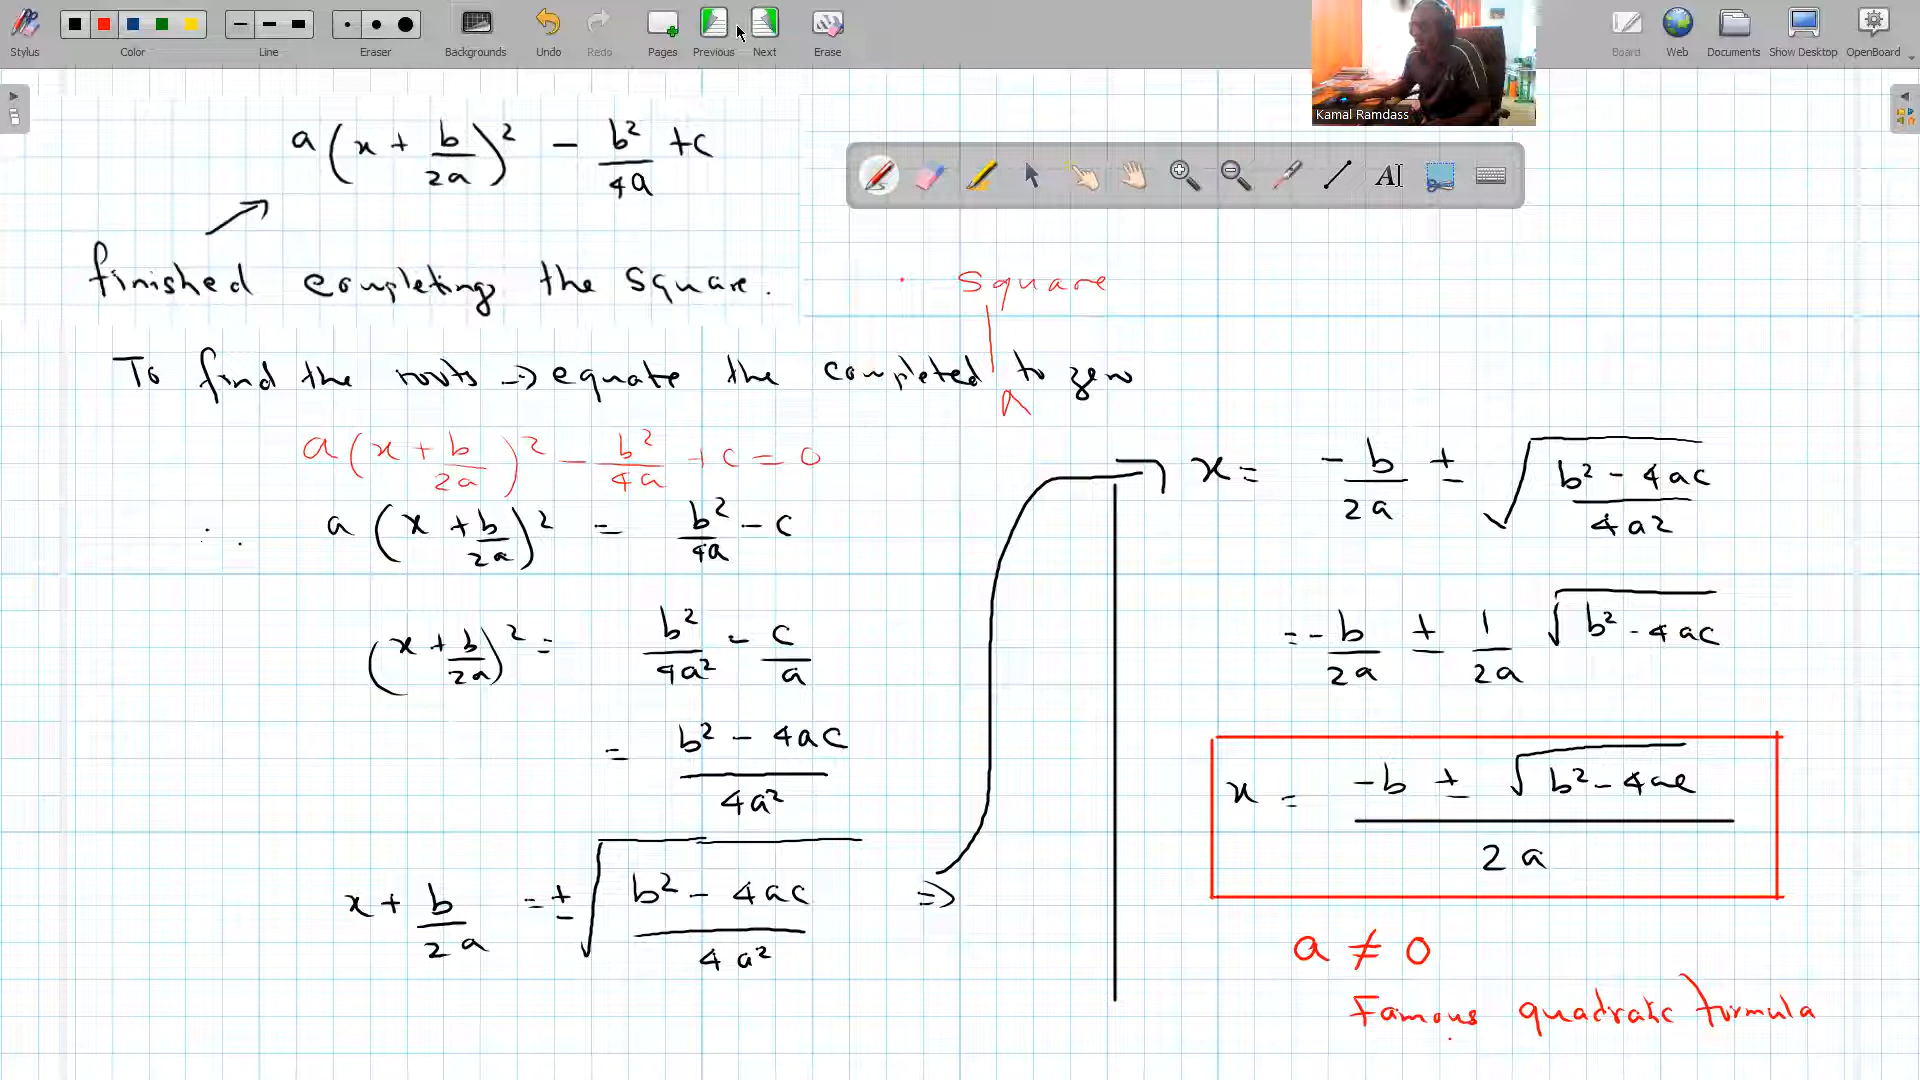 Stylus Color Line Eraser Backgrounds Undo Redo Pages Previous Next Erase Board Web Documents Show Desktop OpenBoard
Kamal Ramdass
a(x + b/2a)² - b²/4a + c
finished completing the square.
square
To find the roots → equate the completed ∧ to zero
a(x + b/2a)² - b²/4a + c = 0
∴ a(x + b/2a)² = b²/4a - c
(x + b/2a)² = b²/4a² - c/a
= b² - 4ac / 4a²
x + b/2a = ± √(b² - 4ac / 4a²) ⇒
x = -b/2a ± √(b² - 4ac / 4a2)
= -b/2a ± 1/2a √(b² - 4ac)
x = -b ± √(b² - 4ac) / 2a
a ≠ 0
Famous quadratic formula